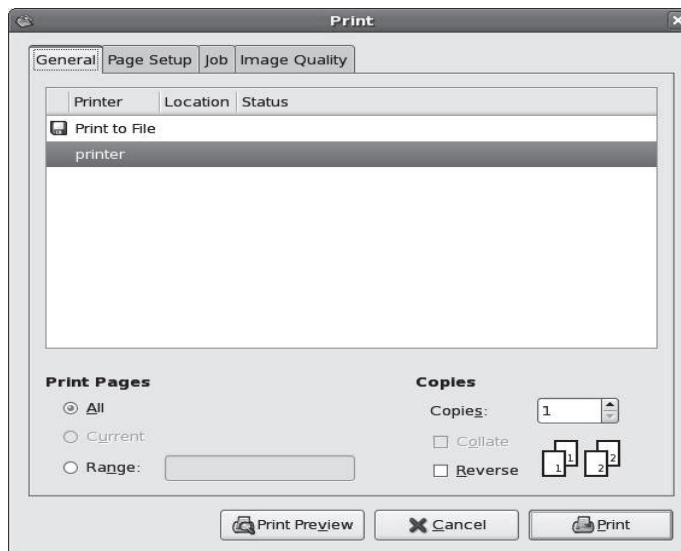 Print
General Page Setup Job Image Quality
Printer Location Status
Print to File
printer
Print Pages
All
Current
Range:
Copies
Copies: 1
Collate
Reverse
1 1 2 2
Print Preview Cancel Print